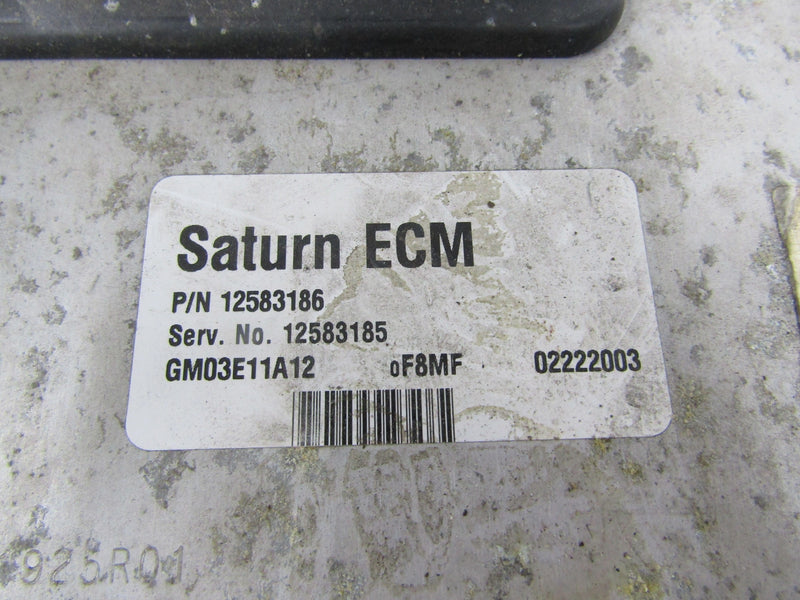 Saturn ECM
P/N 12583186
Serv. No. 12583185
GM03E11A12 0F8MF 02222003
925R01